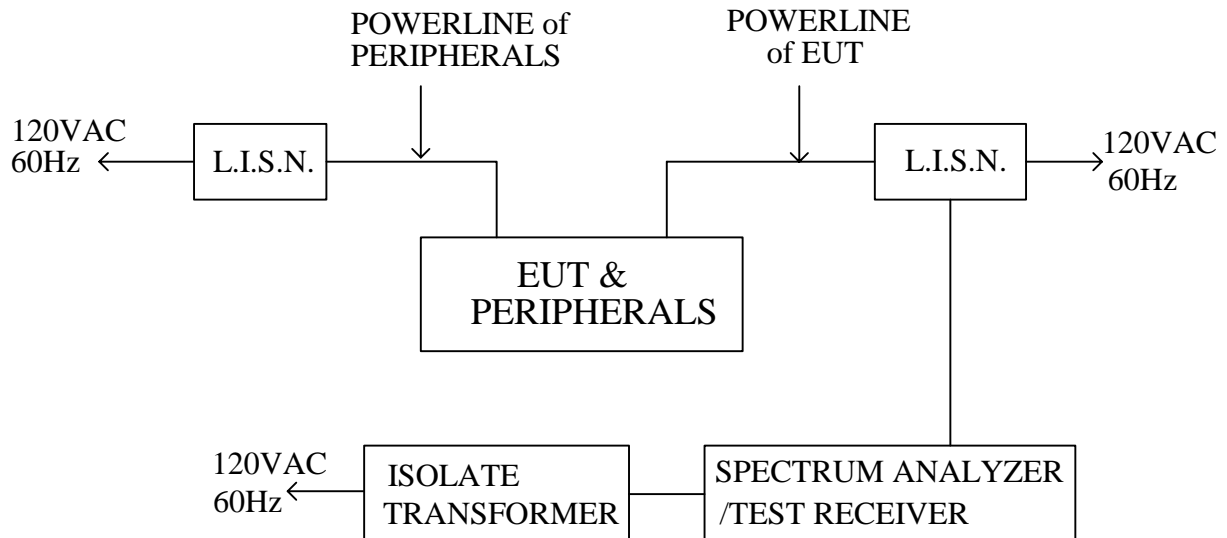 POWERLINE of
PERIPHERALS
POWERLINE
of EUT
120VAC
60Hz
L.I.S.N.
L.I.S.N.
120VAC
60Hz
EUT &
PERIPHERALS
120VAC
60Hz
ISOLATE
TRANSFORMER
SPECTRUM ANALYZER
/TEST RECEIVER